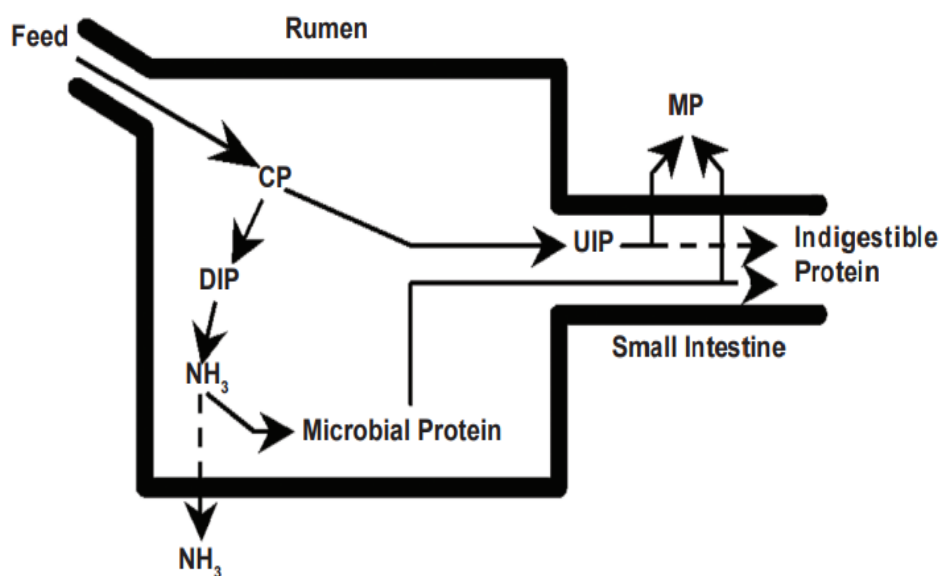 Feed
Rumen
MP
CP
UIP
Indigestible
Protein
DIP
Small Intestine
NH₃
Microbial Protein
NH₃